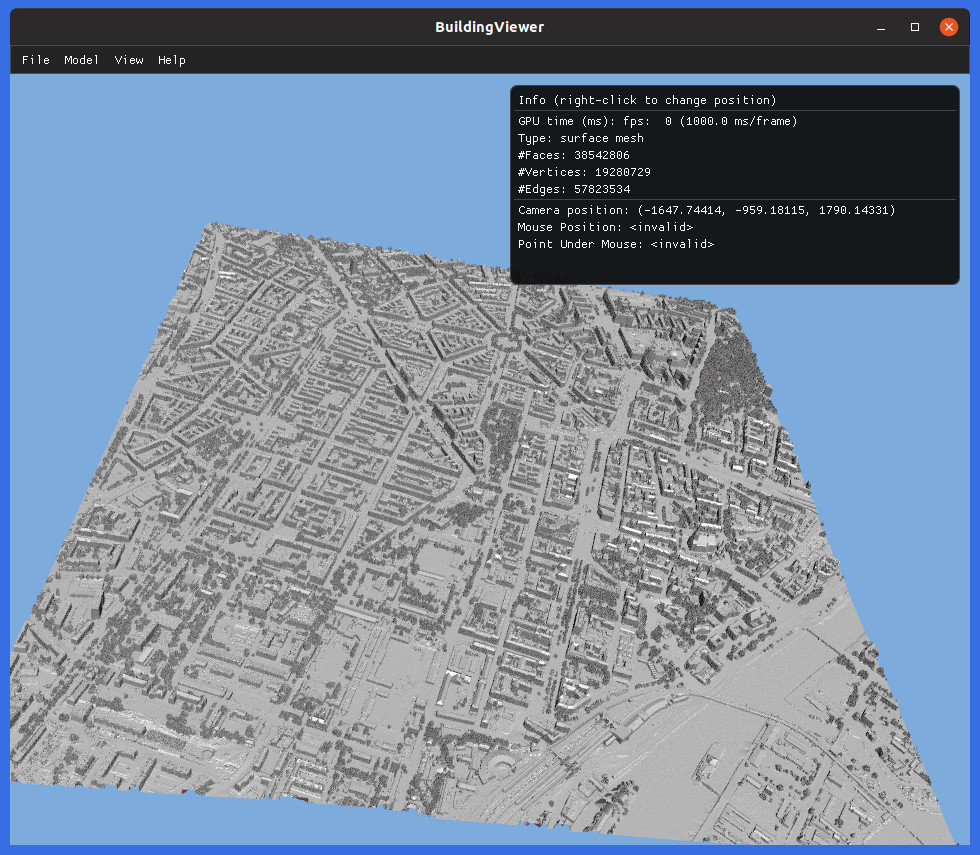 BuildingViewer
File Model View Help
Info (right-click to change position)
GPU time (ms): fps: 0 (1000.0 ms/frame)
Type: surface mesh
#Faces: 38542806
#Vertices: 19280729
#Edges: 57823534
Camera position: (-1647.74414, -959.18115, 1790.14331)
Mouse Position: <invalid>
Point Under Mouse: <invalid>